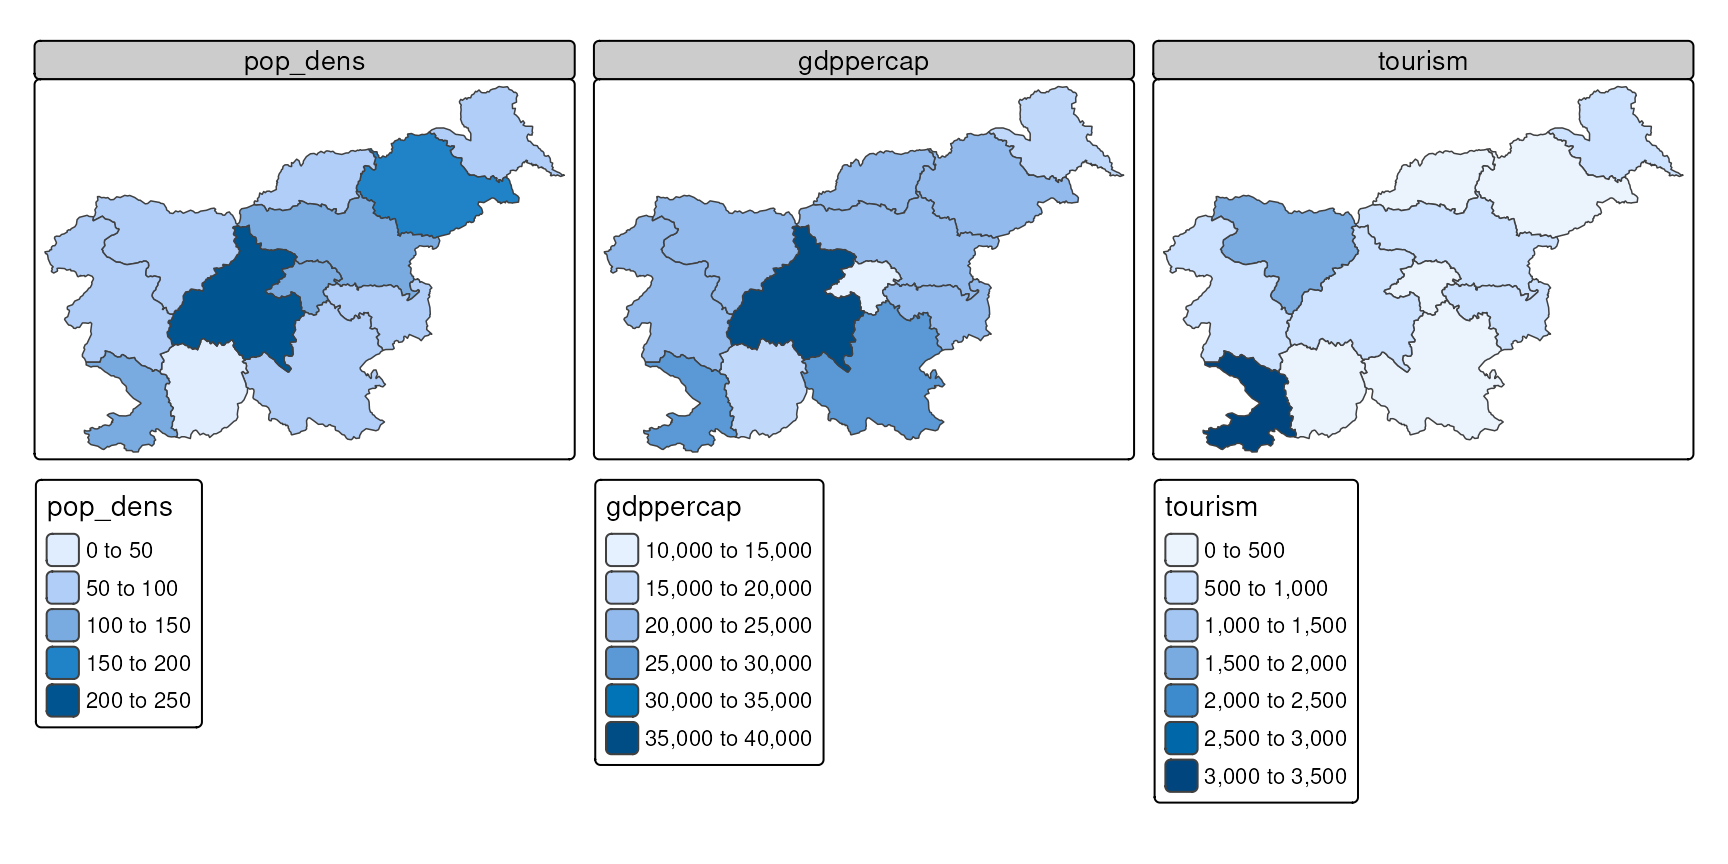 pop_dens
gdppercap
tourism
pop_dens
0 to 50
50 to 100
100 to 150
150 to 200
200 to 250
gdppercap
10,000 to 15,000
15,000 to 20,000
20,000 to 25,000
25,000 to 30,000
30,000 to 35,000
35,000 to 40,000
tourism
0 to 500
500 to 1,000
1,000 to 1,500
1,500 to 2,000
2,000 to 2,500
2,500 to 3,000
3,000 to 3,500